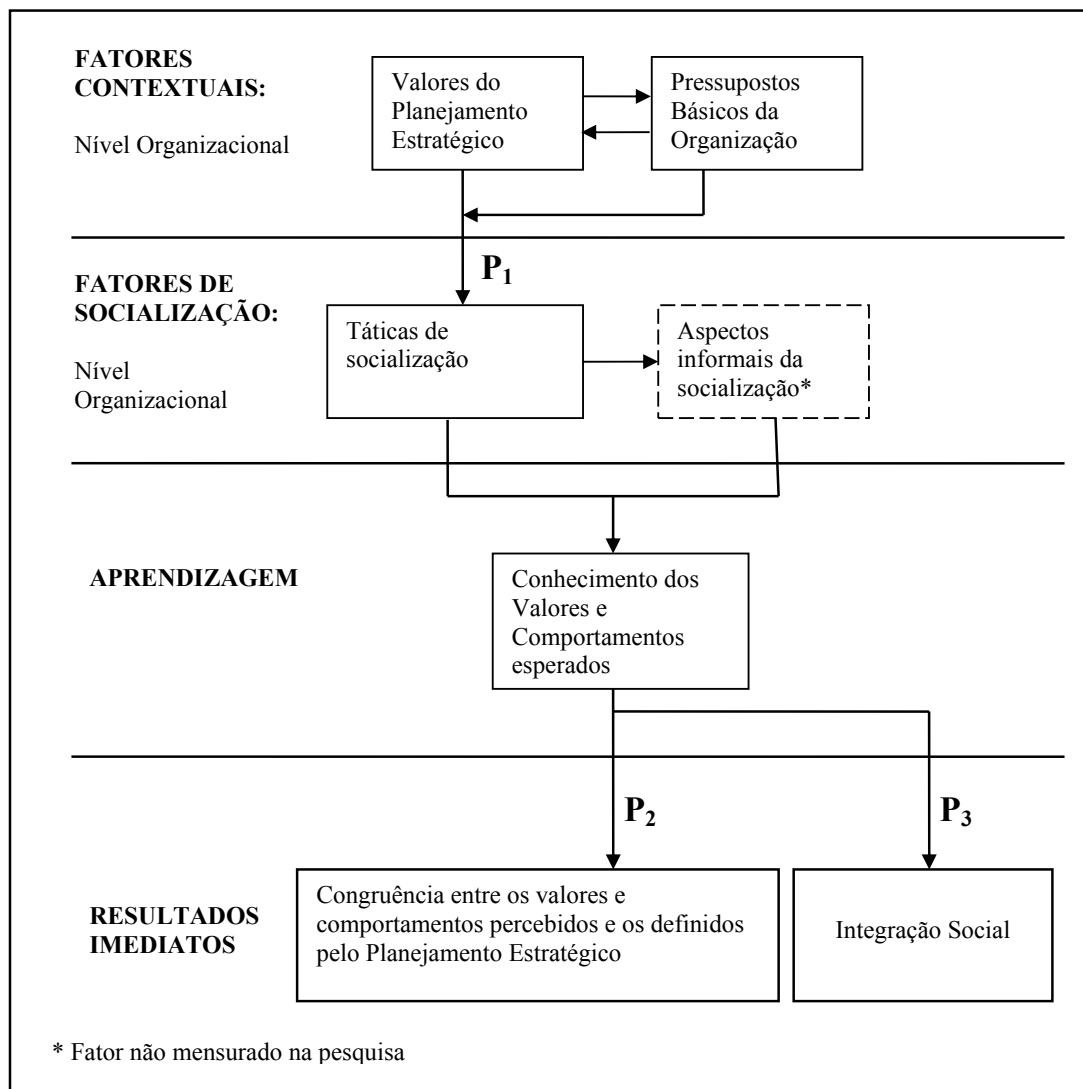 FATORES
CONTEXTUAIS:
Nível Organizacional
Valores do
Planejamento
Estratégico
Pressupostos
Básicos da
Organização
P1
FATORES DE
SOCIALIZAÇÃO:
Nível
Organizacional
Táticas de
socialização
Aspectos
informais da
socialização*
APRENDIZAGEM
Conhecimento dos
Valores e
Comportamentos
esperados
P2
P3
RESULTADOS
IMEDIATOS
Congruência entre os valores e
comportamentos percebidos e os definidos
pelo Planejamento Estratégico
Integração Social
* Fator não mensurado na pesquisa